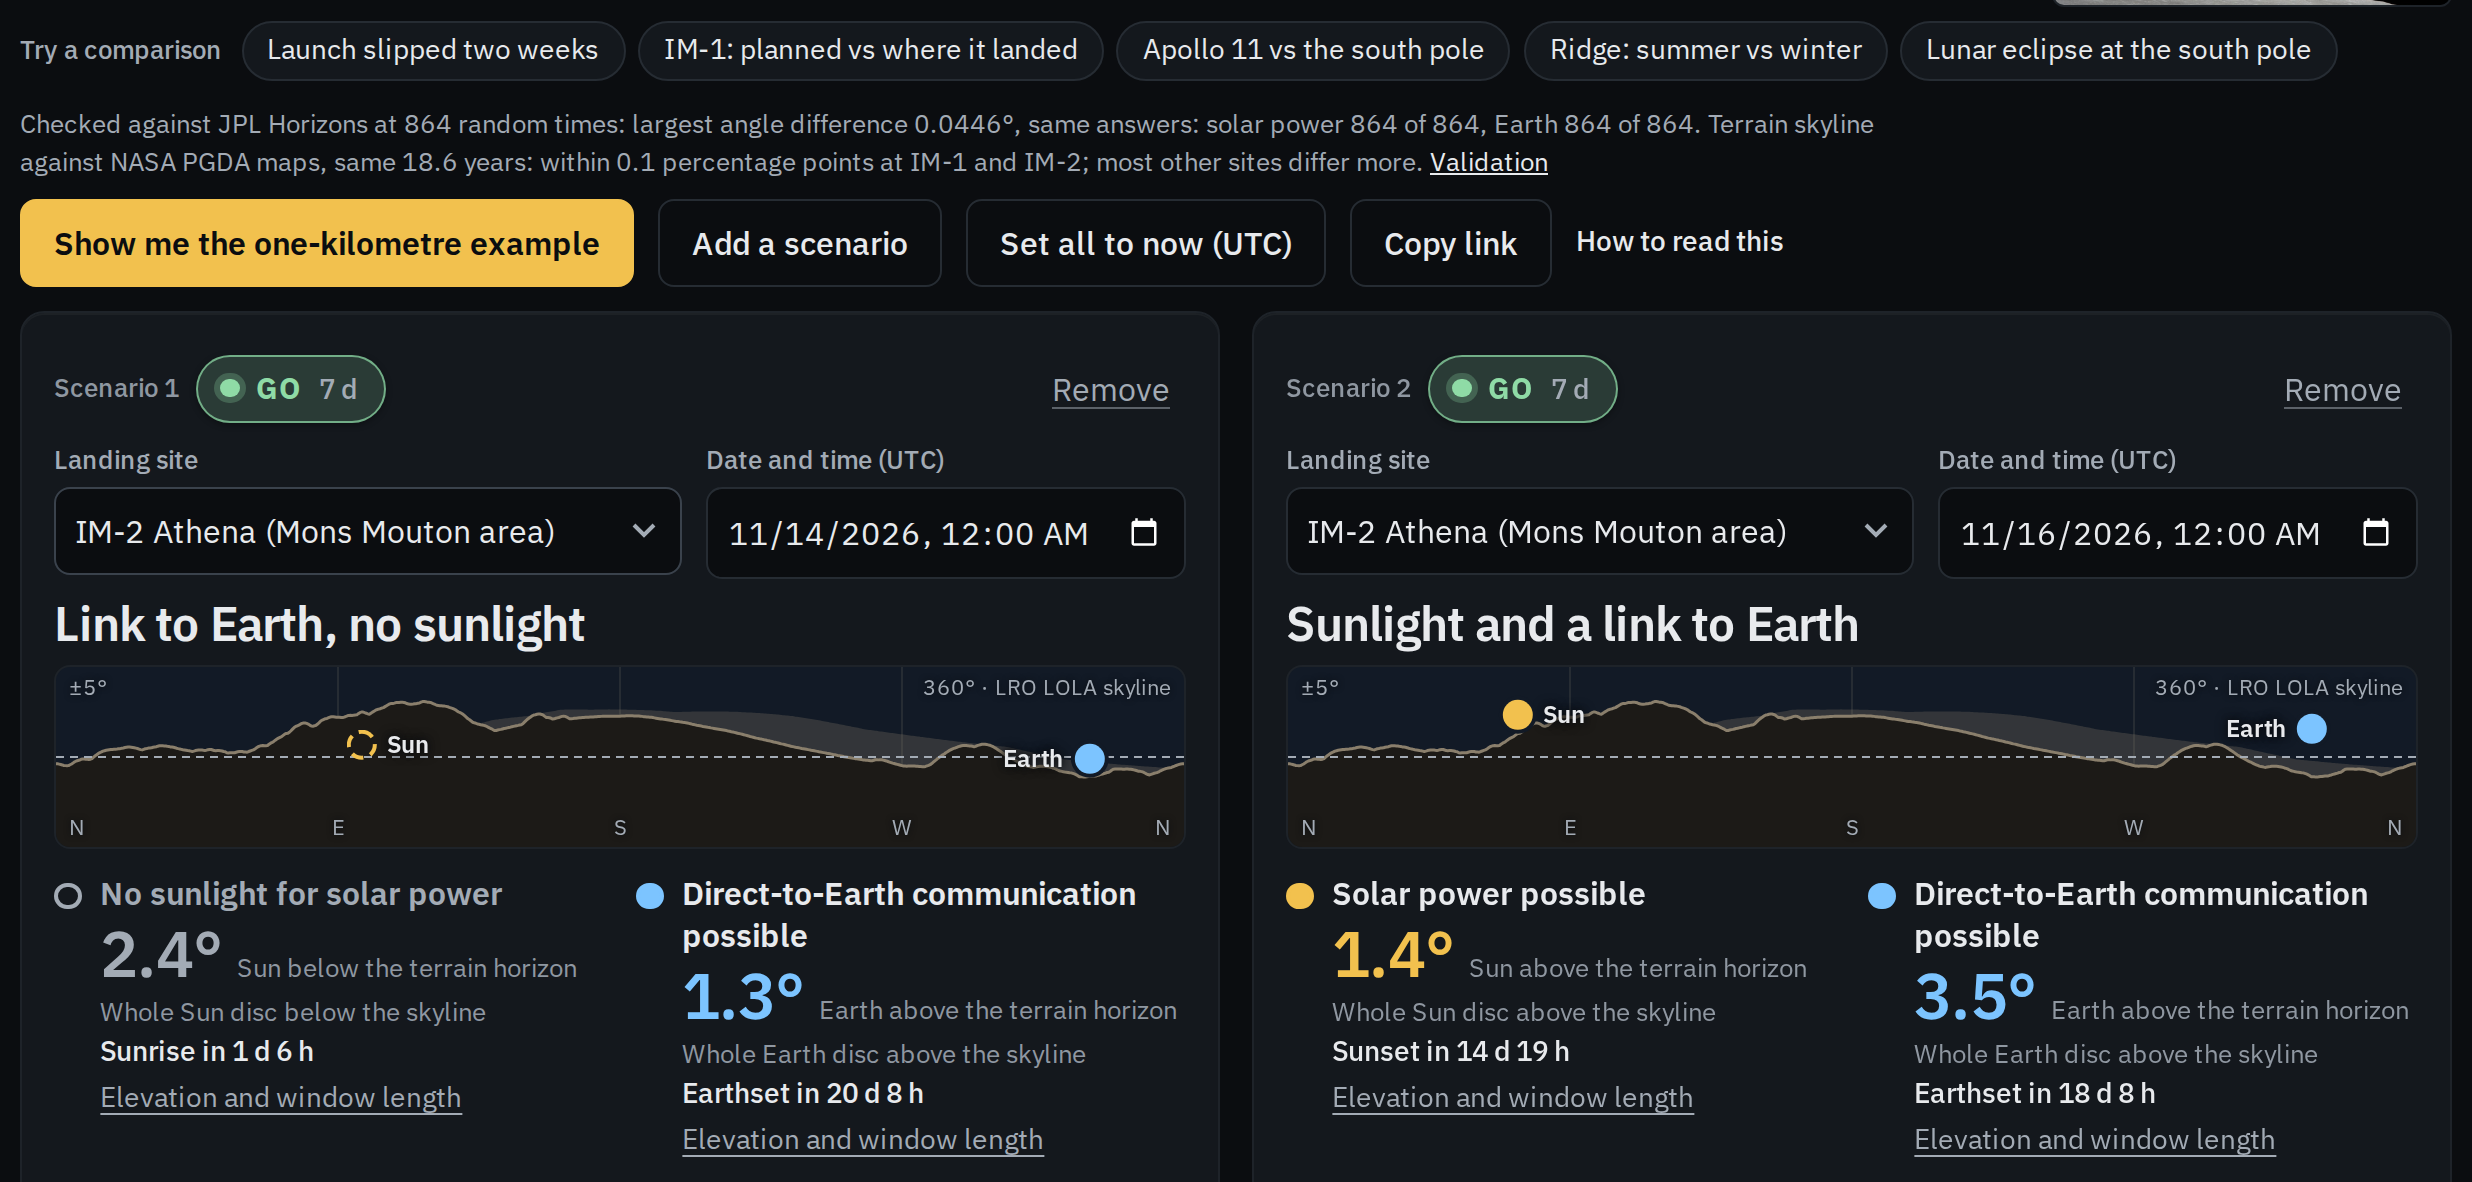 Try a comparison
Launch slipped two weeks
IM-1: planned vs where it landed
Apollo 11 vs the south pole
Ridge: summer vs winter
Lunar eclipse at the south pole
Checked against JPL Horizons at 864 random times: largest angle difference 0.0446°, same answers: solar power 864 of 864, Earth 864 of 864. Terrain skyline
against NASA PGDA maps, same 18.6 years: within 0.1 percentage points at IM-1 and IM-2; most other sites differ more. Validation
Show me the one-kilometre example
Add a scenario
Set all to now (UTC)
Copy link
How to read this
Scenario 1
GO 7 d
Remove
Landing site
Date and time (UTC)
IM-2 Athena (Mons Mouton area)
11/14/2026, 12:00 AM
Link to Earth, no sunlight
±5°
360° · LRO LOLA skyline
Sun
Earth
N
E
S
W
N
No sunlight for solar power
2.4° Sun below the terrain horizon
Whole Sun disc below the skyline
Sunrise in 1 d 6 h
Elevation and window length
Direct-to-Earth communication
possible
1.3° Earth above the terrain horizon
Whole Earth disc above the skyline
Earthset in 20 d 8 h
Elevation and window length
Scenario 2
GO 7 d
Remove
Landing site
Date and time (UTC)
IM-2 Athena (Mons Mouton area)
11/16/2026, 12:00 AM
Sunlight and a link to Earth
±5°
360° · LRO LOLA skyline
Sun
Earth
N
E
S
W
N
Solar power possible
1.4° Sun above the terrain horizon
Whole Sun disc above the skyline
Sunset in 14 d 19 h
Elevation and window length
Direct-to-Earth communication
possible
3.5° Earth above the terrain horizon
Whole Earth disc above the skyline
Earthset in 18 d 8 h
Elevation and window length